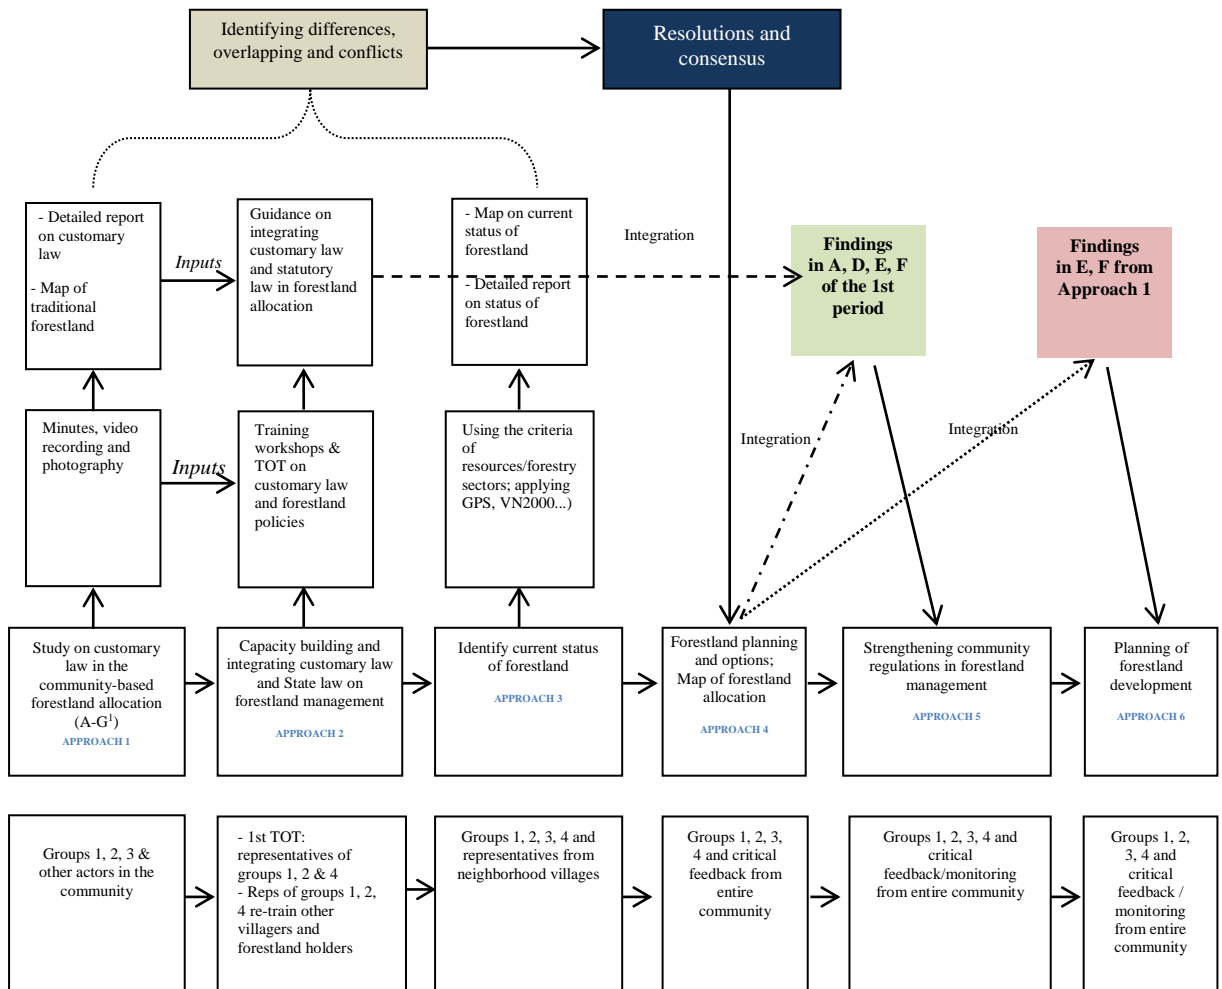 Identifying differences,
overlapping and conflicts
Resolutions and
consensus
- Detailed report
on customary
law
- Map of
traditional
forestland
Inputs
Guidance on
integrating
customary law
and statutory
law in forestland
allocation
- Map on current
status of
forestland
- Detailed report
on status of
forestland
Integration
Findings
in A, D, E, F
of the 1st
period
Findings
in E, F from
Approach 1
Minutes, video
recording and
photography
Inputs
Training
workshops &
TOT on
customary law
and forestland
policies
Using the criteria
of
resources/forestry
sectors; applying
GPS, VN2000...)
Integration
Integration
Study on customary
law in the
community-based
forestland allocation
(A-G1)
APPROACH 1
Capacity building and
integrating customary law
and State law on
forestland management
APPROACH 2
Identify current status
of forestland
APPROACH 3
Forestland planning
and options;
Map of forestland
allocation
APPROACH 4
Strengthening community
regulations in forestland
management
APPROACH 5
Planning of
forestland
development
APPROACH 6
Groups 1, 2, 3 &
other actors in the
community
- 1st TOT:
representatives of
groups 1, 2 & 4
- Reps of groups 1, 2,
4 re-train other
villagers and
forestland holders
Groups 1, 2, 3, 4 and
representatives from
neighborhood villages
Groups 1, 2, 3,
4 and critical
feedback from
entire
community
Groups 1, 2, 3, 4 and
critical
feedback/monitoring
from entire community
Groups 1, 2,
3, 4 and
critical
feedback /
monitoring
from entire
community